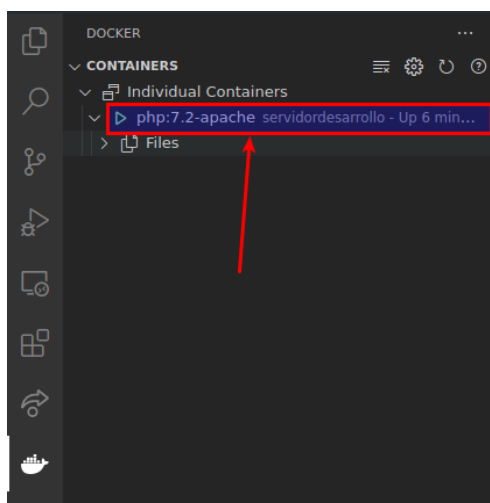 DOCKER
CONTAINERS
Individual Containers
php:7.2-apache servidordesarrollo - Up 6 min...
Files